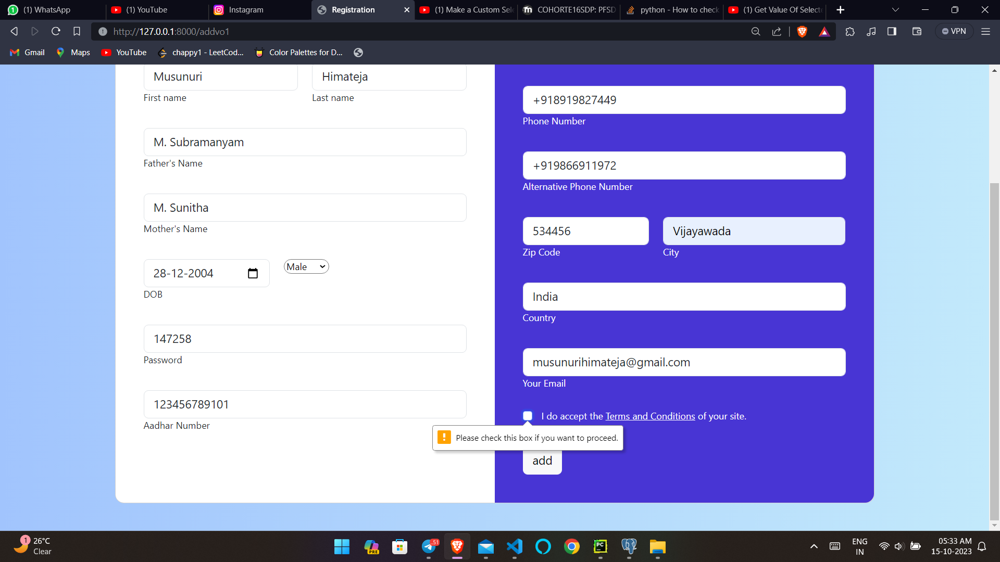 (1) WhatsApp
(1) YouTube
Instagram
Registration
(1) Make a Custom Sele
COHORTE16SDP: PFSD
python - How to check
(1) Get Value Of Selecte
http://127.0.0.1:8000/addvo1
VPN
Gmail
Maps
YouTube
chappy1 - LeetCod...
Color Palettes for D...
Musunuri
Himateja
First name
Last name
M. Subramanyam
Father's Name
M. Sunitha
Mother's Name
28-12-2004
Male
DOB
147258
Password
123456789101
Aadhar Number
+918919827449
Phone Number
+919866911972
Alternative Phone Number
534456
Vijayawada
Zip Code
City
India
Country
musunurihimateja@gmail.com
Your Email
I do accept the Terms and Conditions of your site.
Please check this box if you want to proceed.
add
1
26°C
Clear
PRE
..51
PC
ENG
IN
05:33 AM
15-10-2023